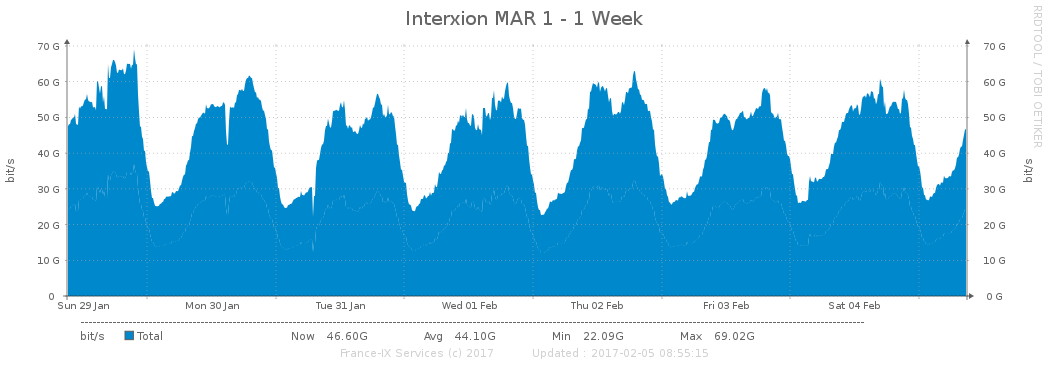 Interxion MAR 1 - 1 Week
RRDTOOL / TOBI OETIKER
bit/s
70 G 70 G
60 G 60 G
50 G 50 G
40 G 40 G
30 G 30 G
20 G 20 G
10 G 10 G
0 0 G
bit/s
Sun 29 Jan Mon 30 Jan Tue 31 Jan Wed 01 Feb Thu 02 Feb Fri 03 Feb Sat 04 Feb
bit/s Total Now 46.60G Avg 44.10G Min 22.09G Max 69.02G
France-IX Services (c) 2017 Updated : 2017-02-05 08:55:15